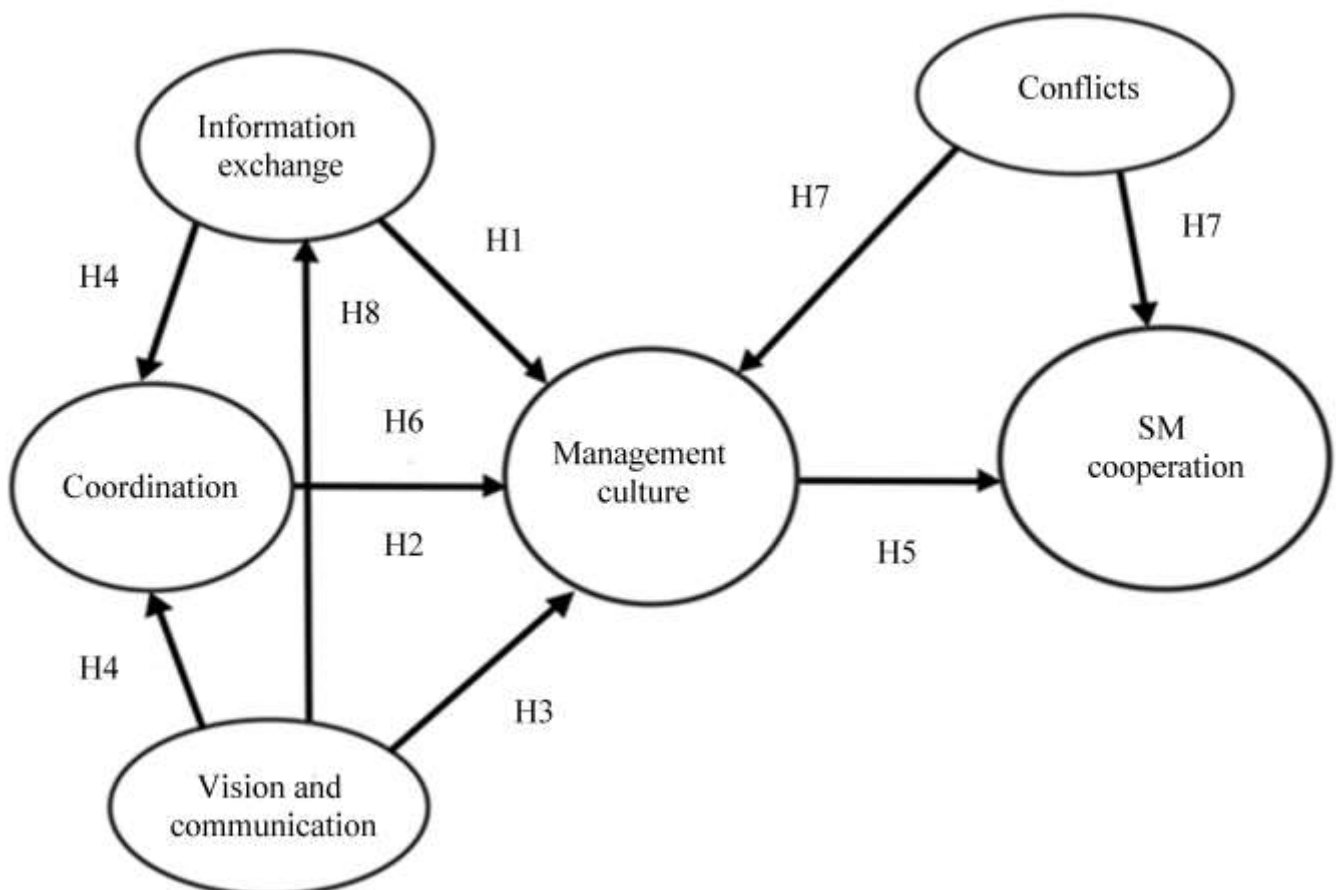 Conflicts
Information
exchange
H7
H7
H1
H4
H8
H6
SM
cooperation
Management
culture
Coordination
H2
H5
H4
H3
Vision and
communication